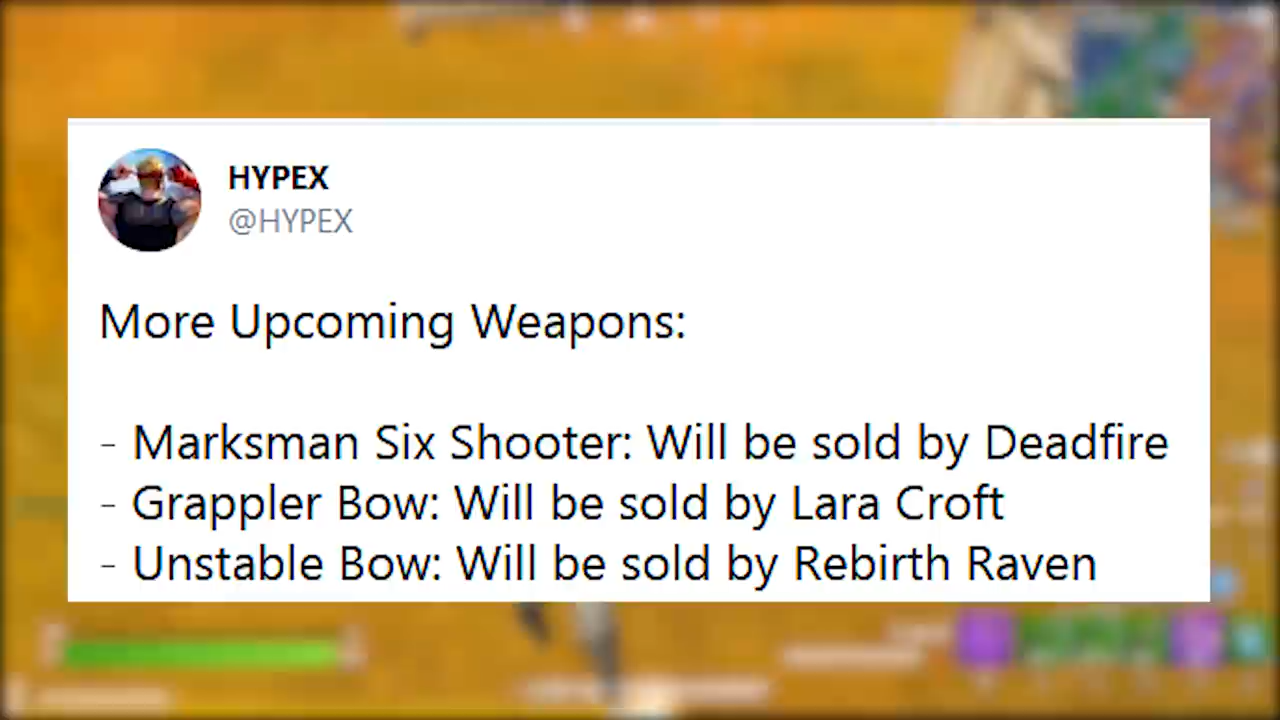 HYPEX
@HYPEX
More Upcoming Weapons:
- Marksman Six Shooter: Will be sold by Deadfire
- Grappler Bow: Will be sold by Lara Croft
- Unstable Bow: Will be sold by Rebirth Raven